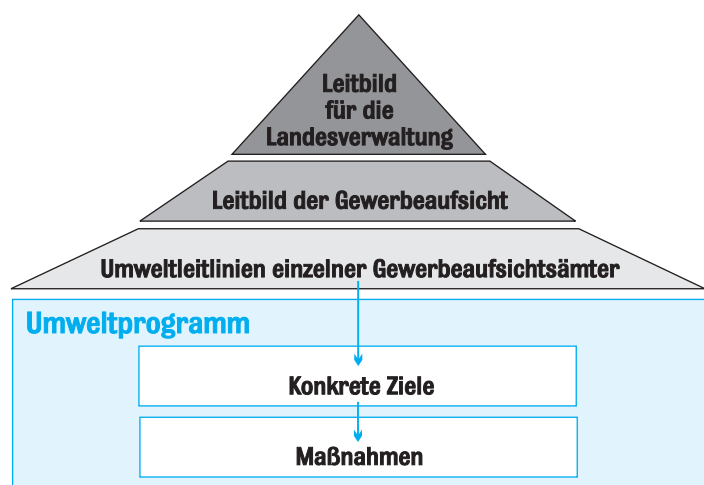 Leitbild
für die
Landesverwaltung
Leitbild der Gewerbeaufsicht
Umweltleitlinien einzelner Gewerbeaufsichtsämter
Umweltprogramm
Konkrete Ziele
Maßnahmen